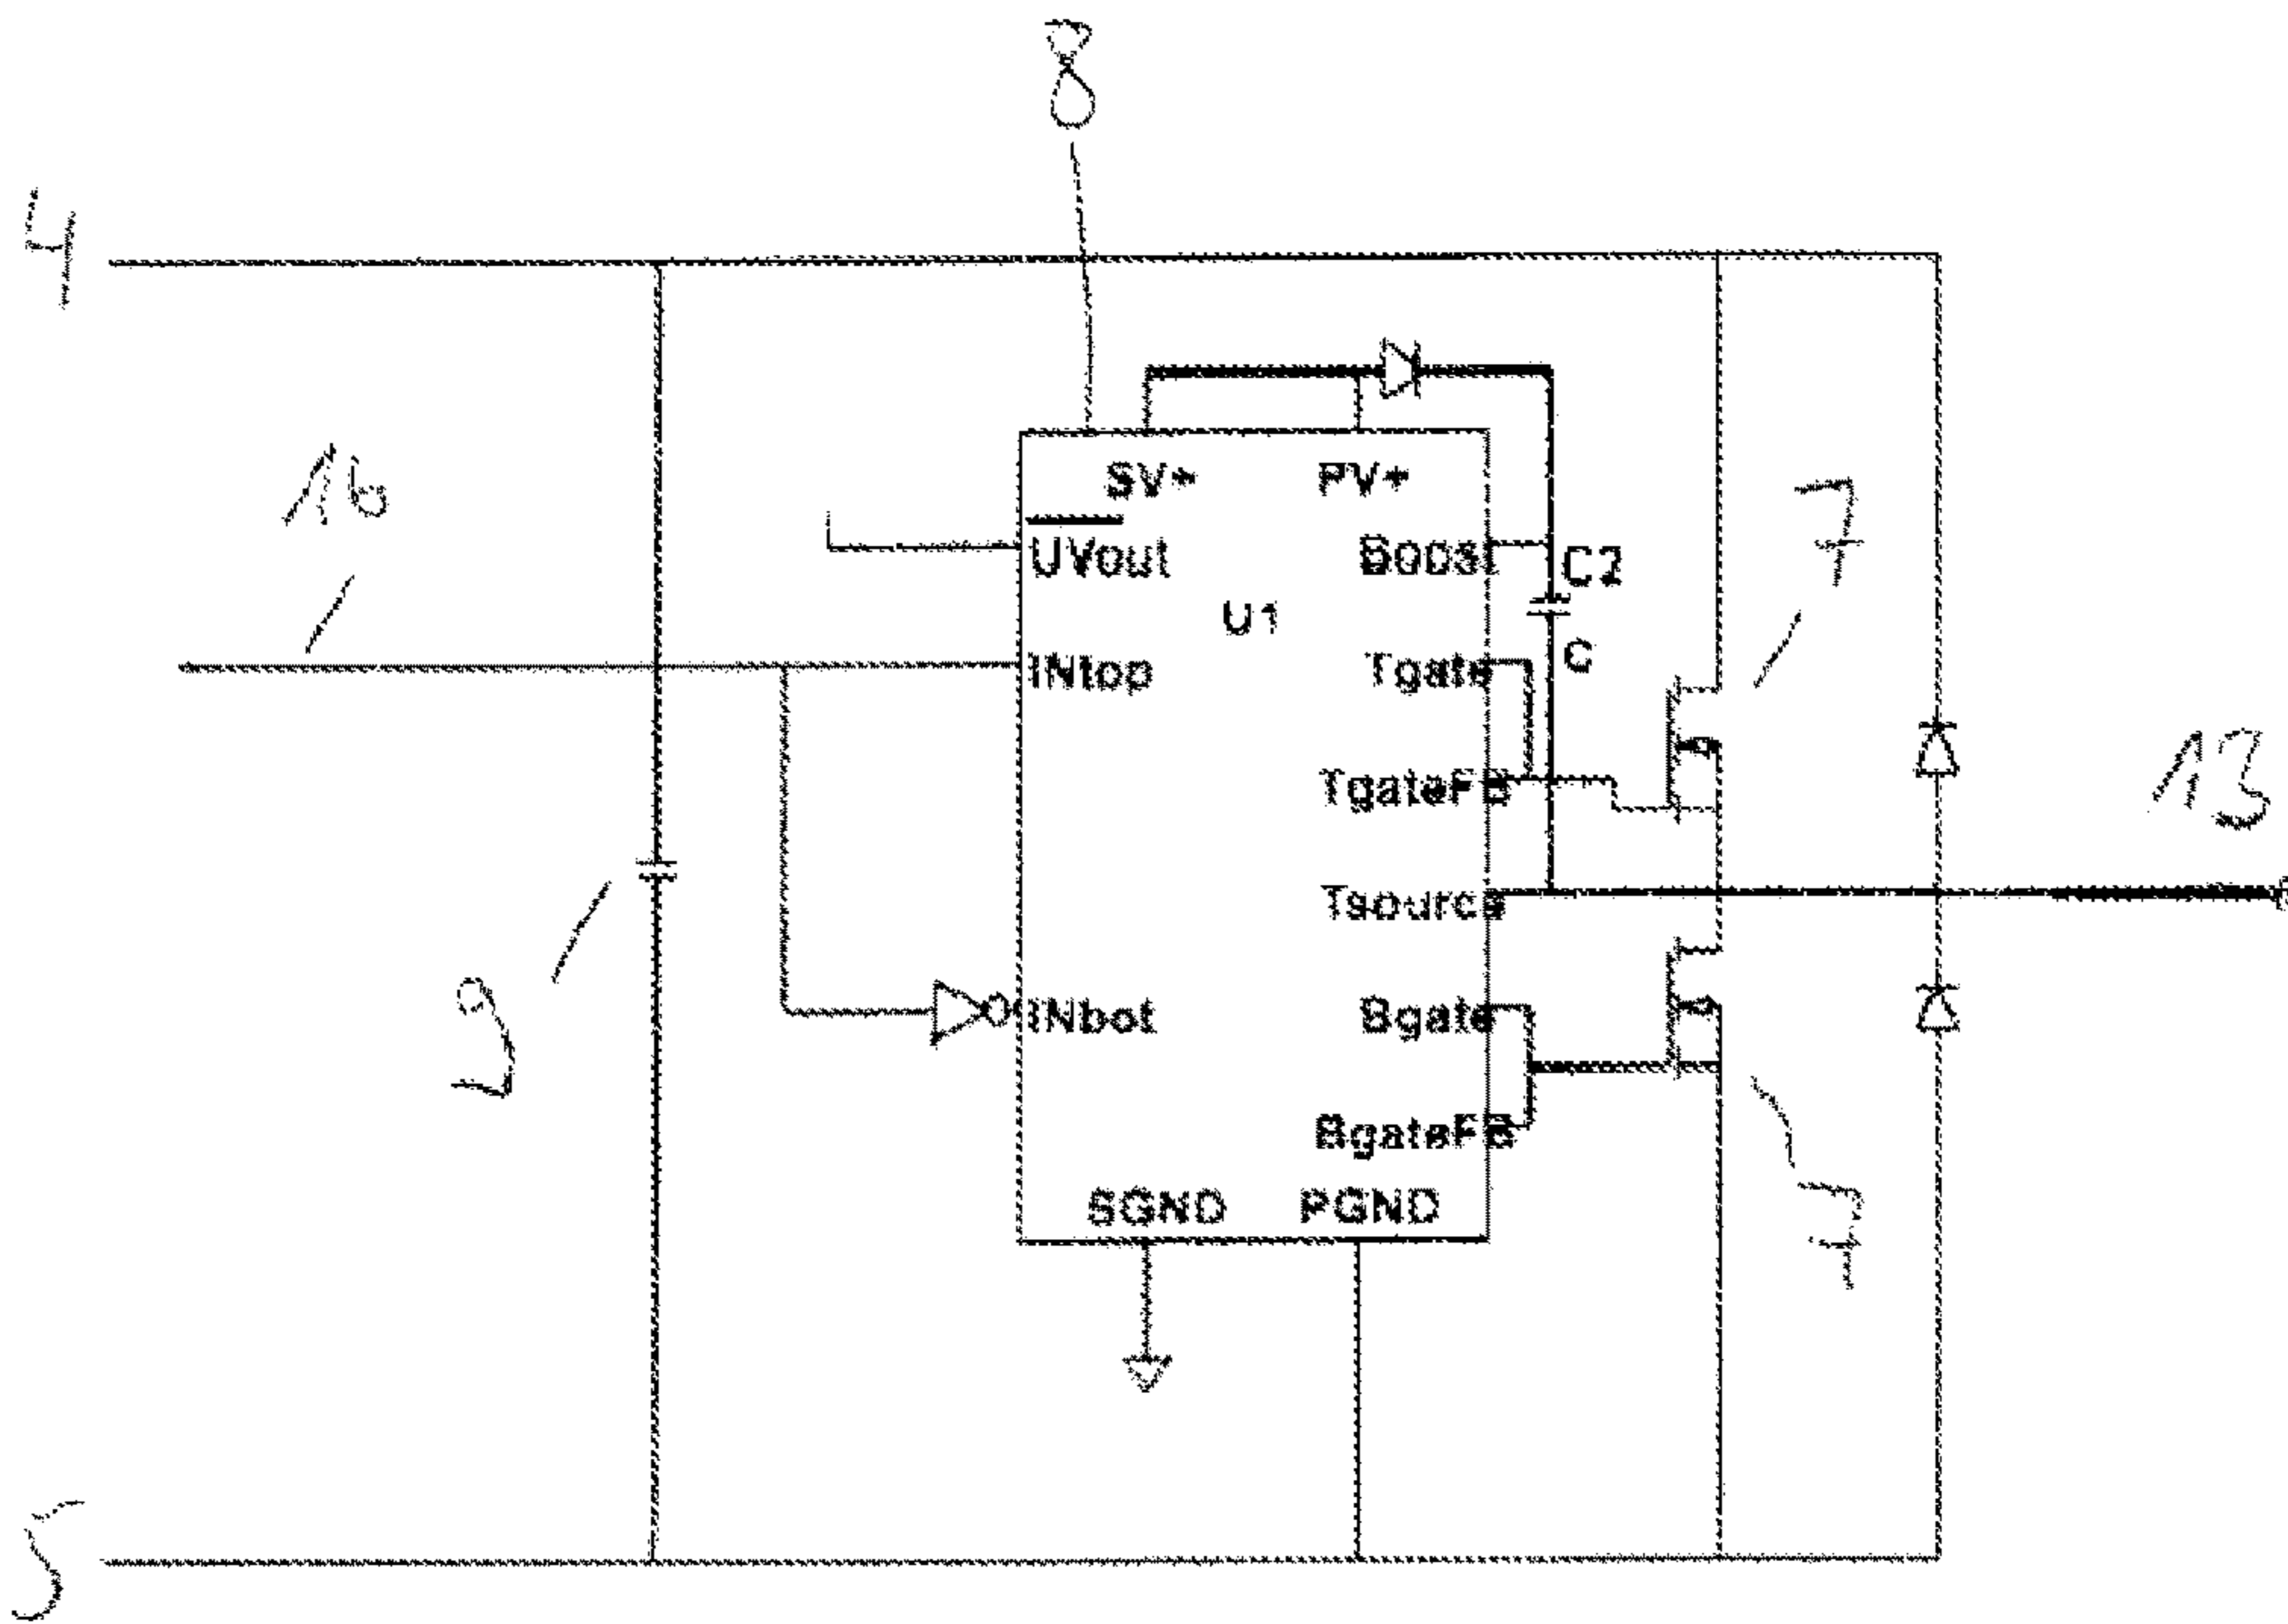 8
4
16
SV+ PV+
UVout Boost
C2
U1
7
INtop Tgate
C
TgateFB
13
Tsource
9
INbot Bgate
BgateFB
7
SGND PGND
5